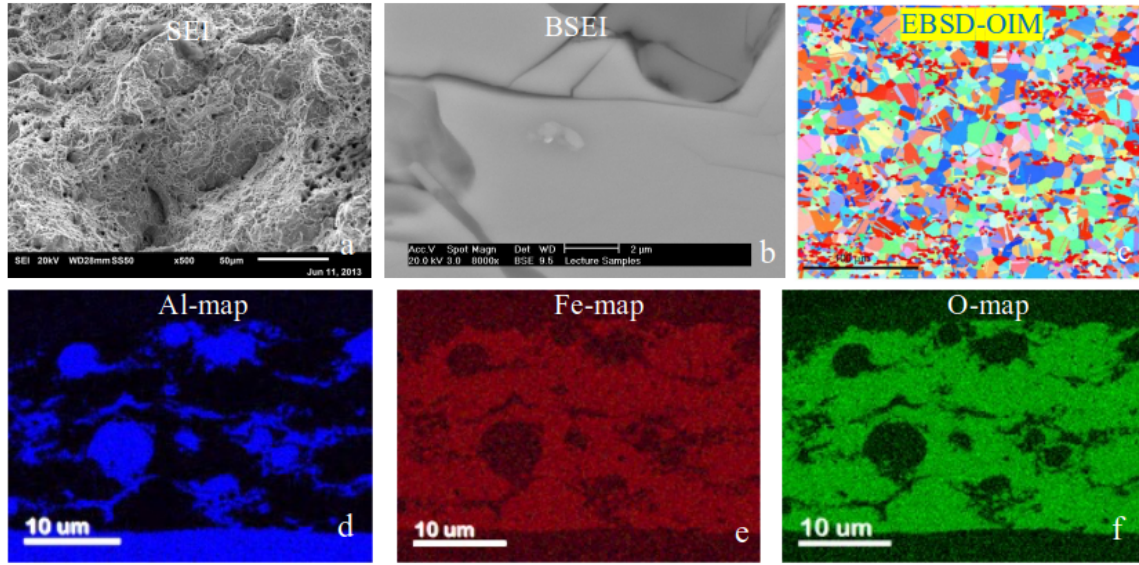 SEI
BSEI
EBSD-OIM
a
b
c
SEI 20kV WD28mm SS50 x500 50µm
Jun 11, 2013
Acc.V Spot Magn Det WD 2 µm
20.0 kV 3.0 8000x BSE 9.5 Lecture Samples
Al-map
Fe-map
O-map
10 um
d
10 um
e
10 um
f